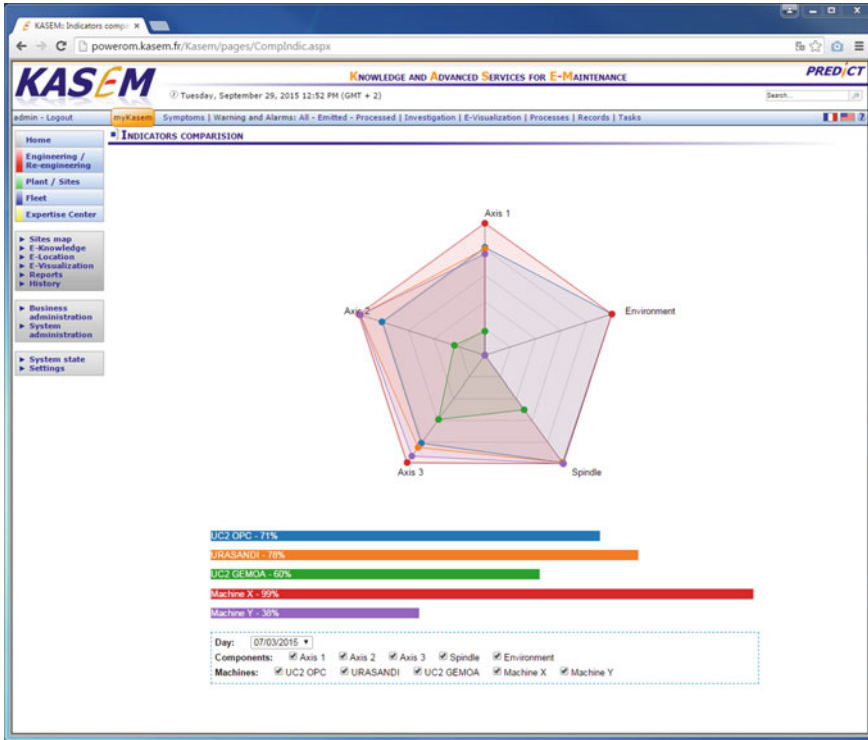 KASEM: Indicators comp
powerom.kasem.fr/Kasem/pages/CompIndic.aspx
KASEM
KNOWLEDGE AND ADVANCED SERVICES FOR E-MAINTENANCE
PREDICT
Tuesday, September 29, 2015 12:52 PM (GMT + 2)
Search...
admin - Logout
myKasem Symptoms | Warning and Alarms: All - Emitted - Processed | Investigation | E-Visualization | Processes | Records | Tasks
INDICATORS COMPARISION
Home
Engineering /
Re-engineering
Plant / Sites
Fleet
Expertise Center
Sites map
E-Knowledge
E-Location
E-Visualization
Reports
History
Business
administration
System
administration
System state
Settings
Axis 1
Axis 2
Environment
Axis 3
Spindle
UC2 OPC - 71%
URASANDI - 78%
UC2 GEMOA - 60%
Machine X - 99%
Machine Y - 38%
Day: 07/03/2015
Components: Axis 1 Axis 2 Axis 3 Spindle Environment
Machines: UC2 OPC URASANDI UC2 GEMOA Machine X Machine Y